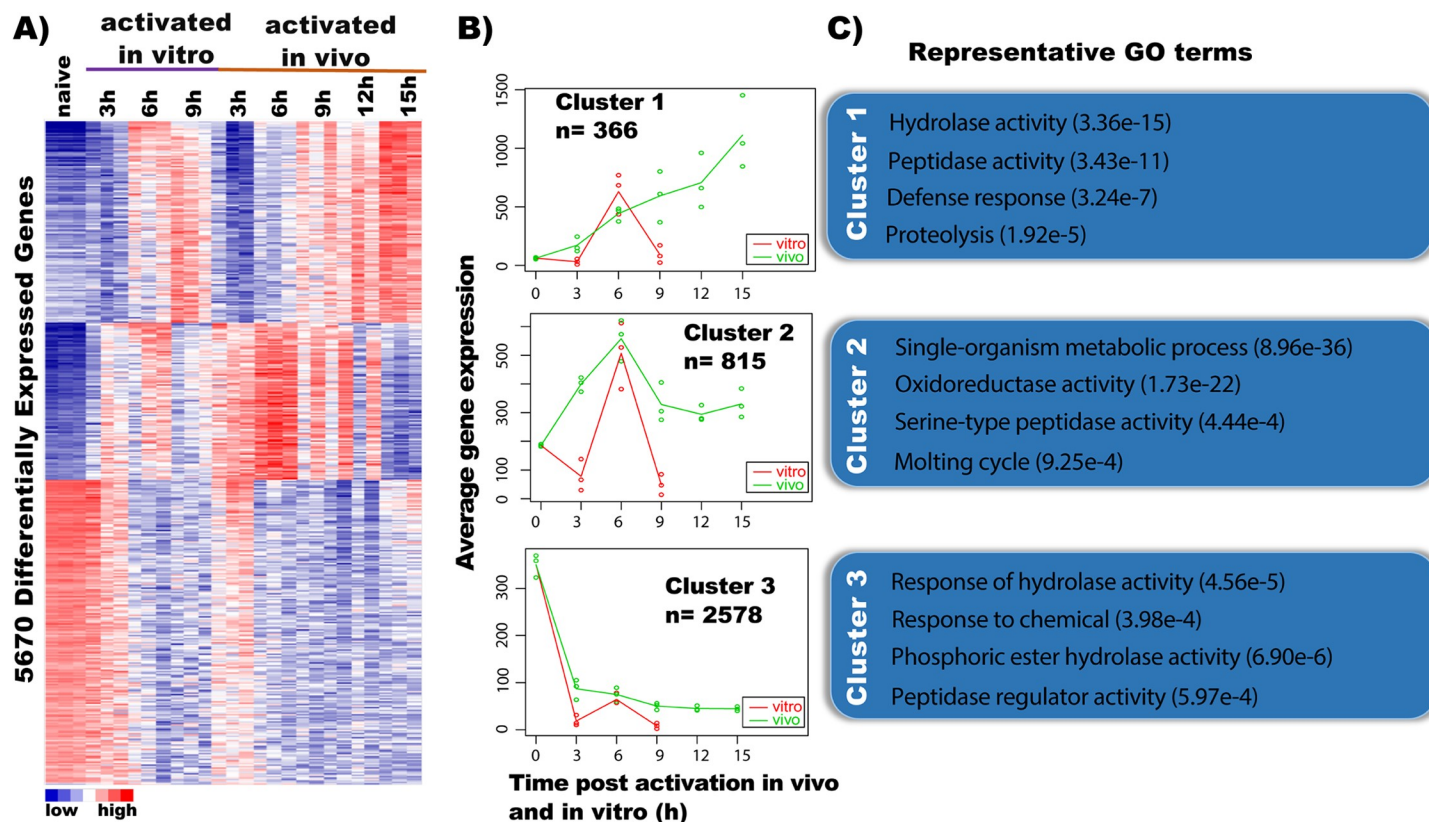 A)
activated
in vitro
activated
in vivo
naive
3h
6h
9h
3h
6h
9h
12h
15h
5670 Differentially Expressed Genes
low
high
B)
Average gene expression
Cluster 1
n= 366
1500
1000
500
0
vitro
vivo
0 3 6 9 12 15
Cluster 2
n= 815
500
300
100
0
vitro
vivo
0 3 6 9 12 15
Cluster 3
n= 2578
300
200
100
0
vitro
vivo
0 3 6 9 12 15
Time post activation in vivo
and in vitro (h)
C)
Representative GO terms
Cluster 1
Hydrolase activity (3.36e-15)
Peptidase activity (3.43e-11)
Defense response (3.24e-7)
Proteolysis (1.92e-5)
Cluster 2
Single-organism metabolic process (8.96e-36)
Oxidoreductase activity (1.73e-22)
Serine-type peptidase activity (4.44e-4)
Molting cycle (9.25e-4)
Cluster 3
Response of hydrolase activity (4.56e-5)
Response to chemical (3.98e-4)
Phosphoric ester hydrolase activity (6.90e-6)
Peptidase regulator activity (5.97e-4)